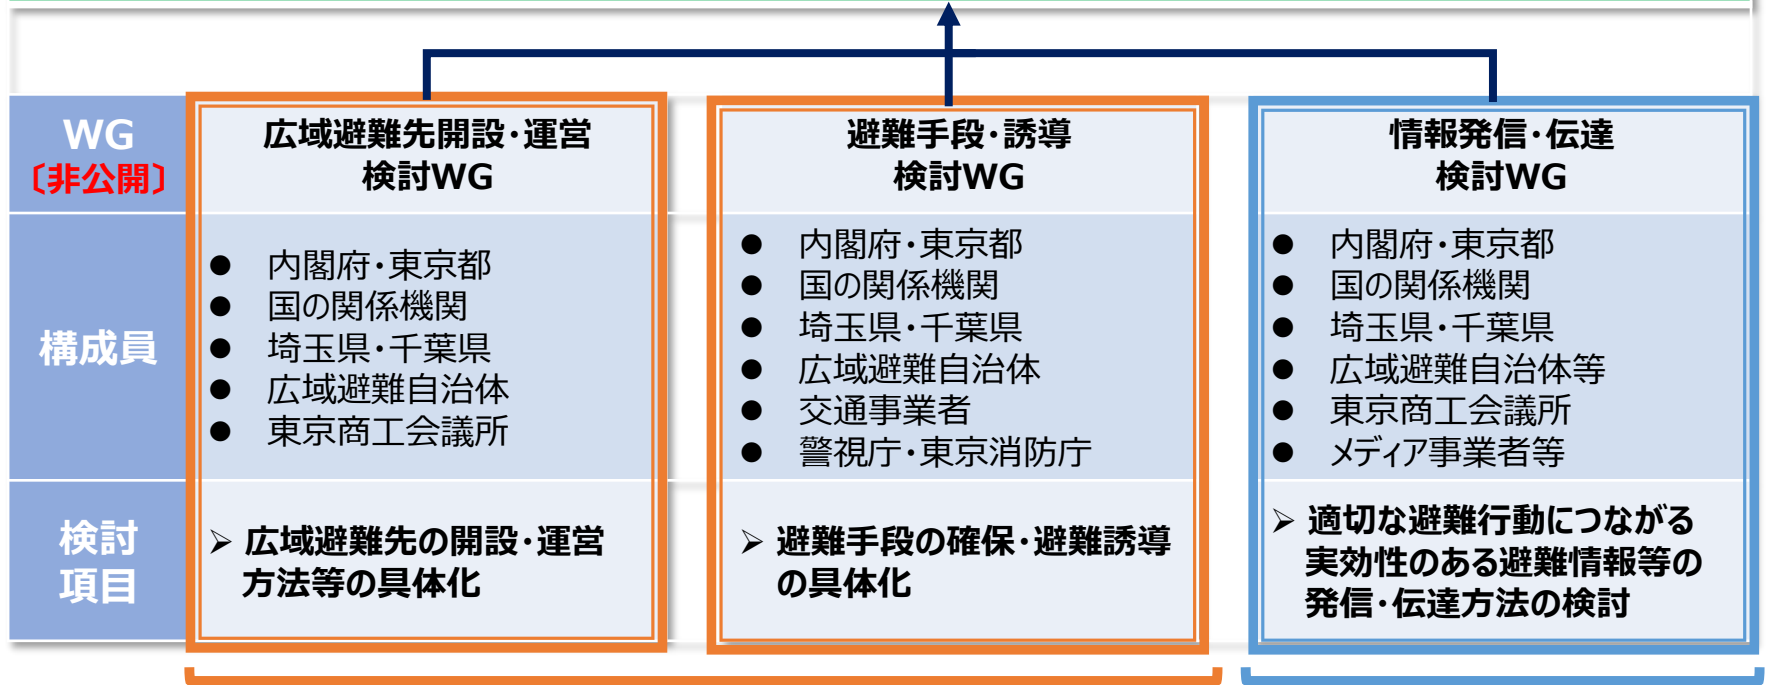 WG
〔非公開〕
広域避難先開設・運営
検討WG
避難手段・誘導
検討WG
情報発信・伝達
検討WG
構成員
● 内閣府・東京都
● 国の関係機関
● 埼玉県・千葉県
● 広域避難自治体
● 東京商工会議所
● 内閣府・東京都
● 国の関係機関
● 埼玉県・千葉県
● 広域避難自治体
● 交通事業者
● 警視庁・東京消防庁
● 内閣府・東京都
● 国の関係機関
● 埼玉県・千葉県
● 広域避難自治体等
● 東京商工会議所
● メディア事業者等
検討
項目
➢ 広域避難先の開設・運営
方法等の具体化
➢ 避難手段の確保・避難誘導
の具体化
➢ 適切な避難行動につながる
実効性のある避難情報等の
発信・伝達方法の検討